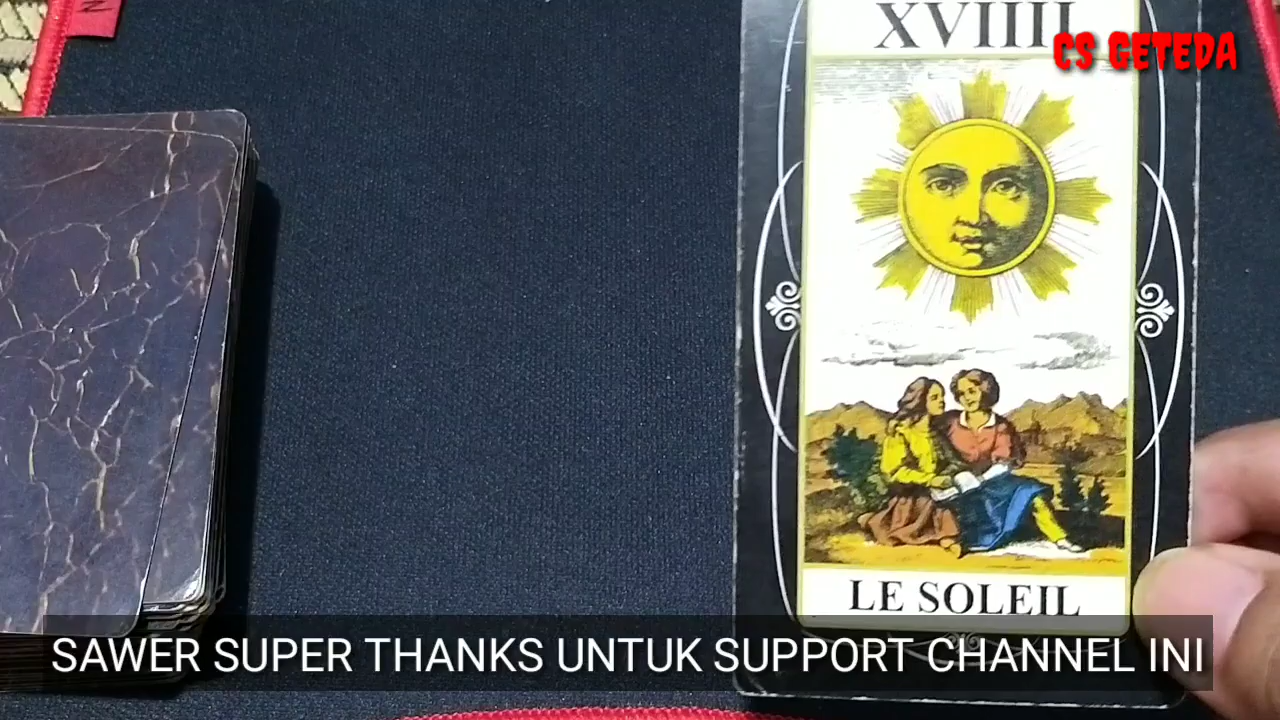 XVIIII
CS GETEDA
LE SOLEIL
SAWER SUPER THANKS UNTUK SUPPORT CHANNEL INI